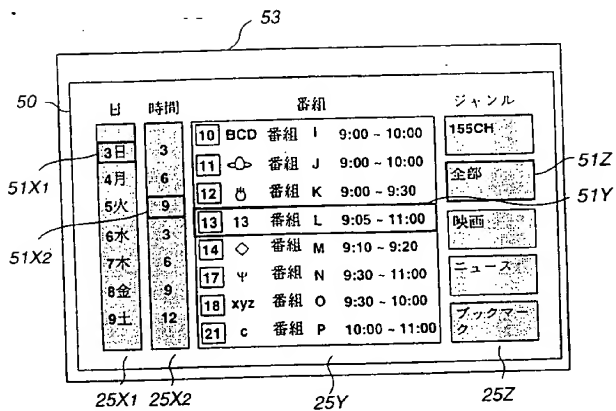 53
50
日 時間 番組 ジャンル
51X1
51X2
51Z
51Y
3日
4月
5火
6水
7木
8金
9土
3
6
9
3
6
9
12
10 BCD 番組 I 9:00 ~ 10:00
11 番組 J 9:00 ~ 10:00
12 番組 K 9:00 ~ 9:30
13 13 番組 L 9:05 ~ 11:00
14 ◇ 番組 M 9:10 ~ 9:20
17 Ψ 番組 N 9:30 ~ 11:00
18 xyz 番組 O 9:30 ~ 10:00
21 c 番組 P 10:00 ~ 11:00
155CH
全部
映画
ニュース
ブックマー
ク
25X1 25X2 25Y 25Z